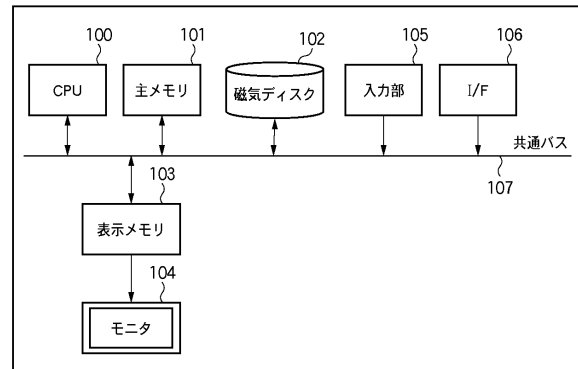 100
101
102
105
106
CPU
主メモリ
磁気ディスク
入力部
I/F
共通バス
107
103
表示メモリ
104
モニタ